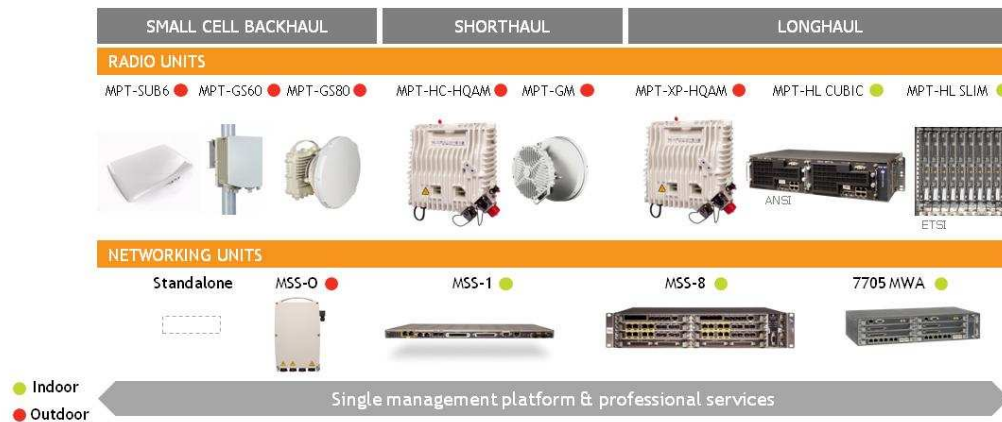 SMALL CELL BACKHAUL SHORTHAUL LONGHAUL
RADIO UNITS
MPT-SUB6 MPT-GS60 MPT-GS80 MPT-HC-HQAM MPT-GM MPT-XP-HQAM MPT-HL CUBIC MPT-HL SLIM
ANSI
ETSI
NETWORKING UNITS
Standalone MSS-O MSS-1 MSS-8 7705 MWA
Indoor
Single management platform & professional services
Outdoor